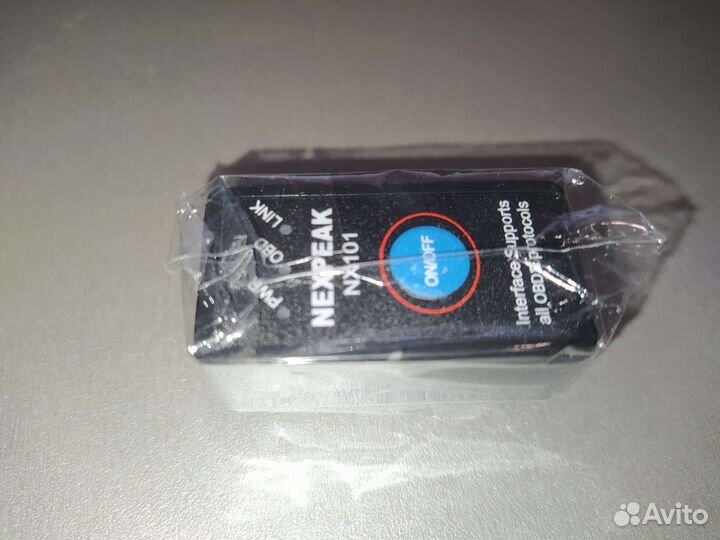 PWR
OBD
LINK
NEXPEAK
NX101
ON/OFF
Interface Supports
all OBDII protocols
Avito